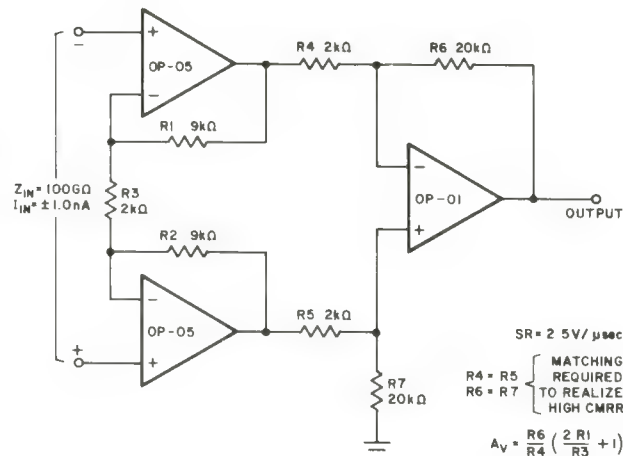 −
+
OP-05
−
R4 2kΩ
R6 20kΩ
R1 9kΩ
Z_IN = 100GΩ
I_IN = ±1.0nA
R3
2kΩ
−
OP-01
+
OUTPUT
R2 9kΩ
−
OP-05
+
+
R5 2kΩ
R7
20kΩ
SR = 2 5V/μsec
R4 = R5
R6 = R7
MATCHING
REQUIRED
TO REALIZE
HIGH CMRR
A_V = R6/R4 ( 2 R1/R3 + 1)